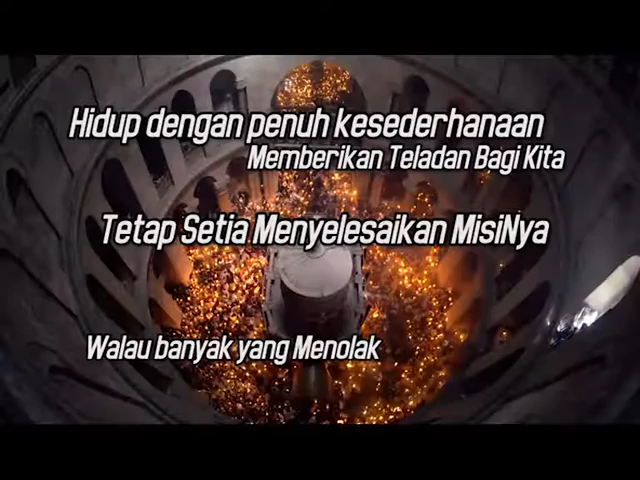 Hidup dengan penuh kesederhanaan
Memberikan Teladan Bagi Kita
Tetap Setia Menyelesaikan MisiNya
Walau banyak yang Menolak